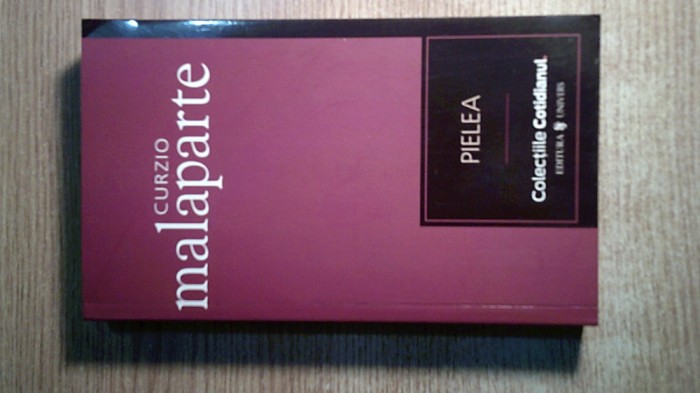 CURZIO
malaparte
PIELEA
Colecțiile Cotidianul.
EDITURA UNIVERS